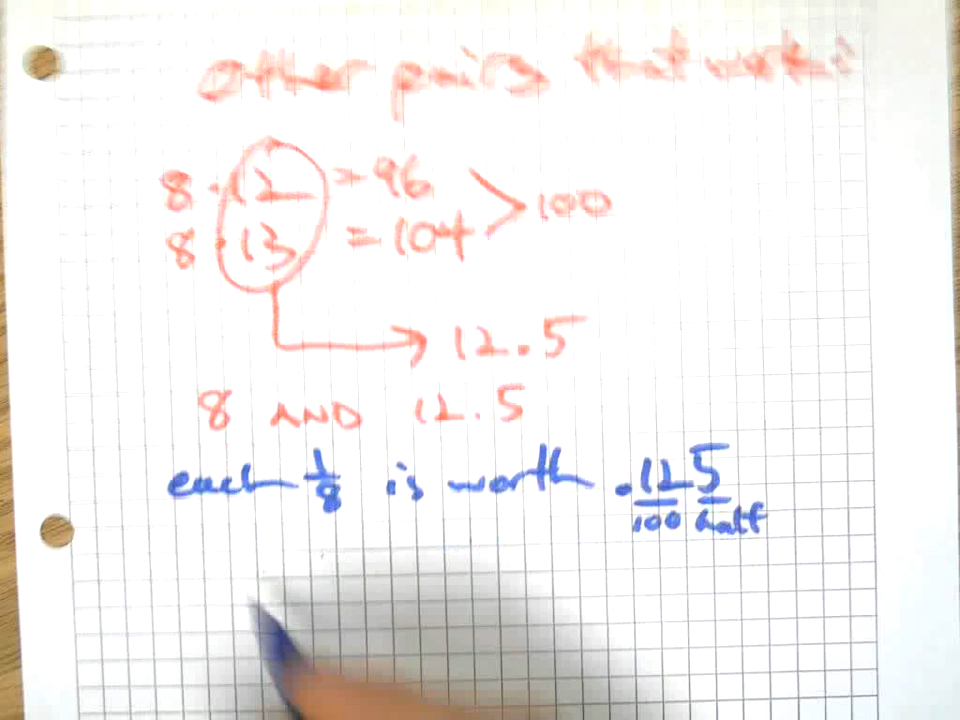 other pairs that work:
8 · 12 = 96
8 · 13 = 104 > 100
12.5
8 AND 12.5
each 1/8 is worth .125
100 half